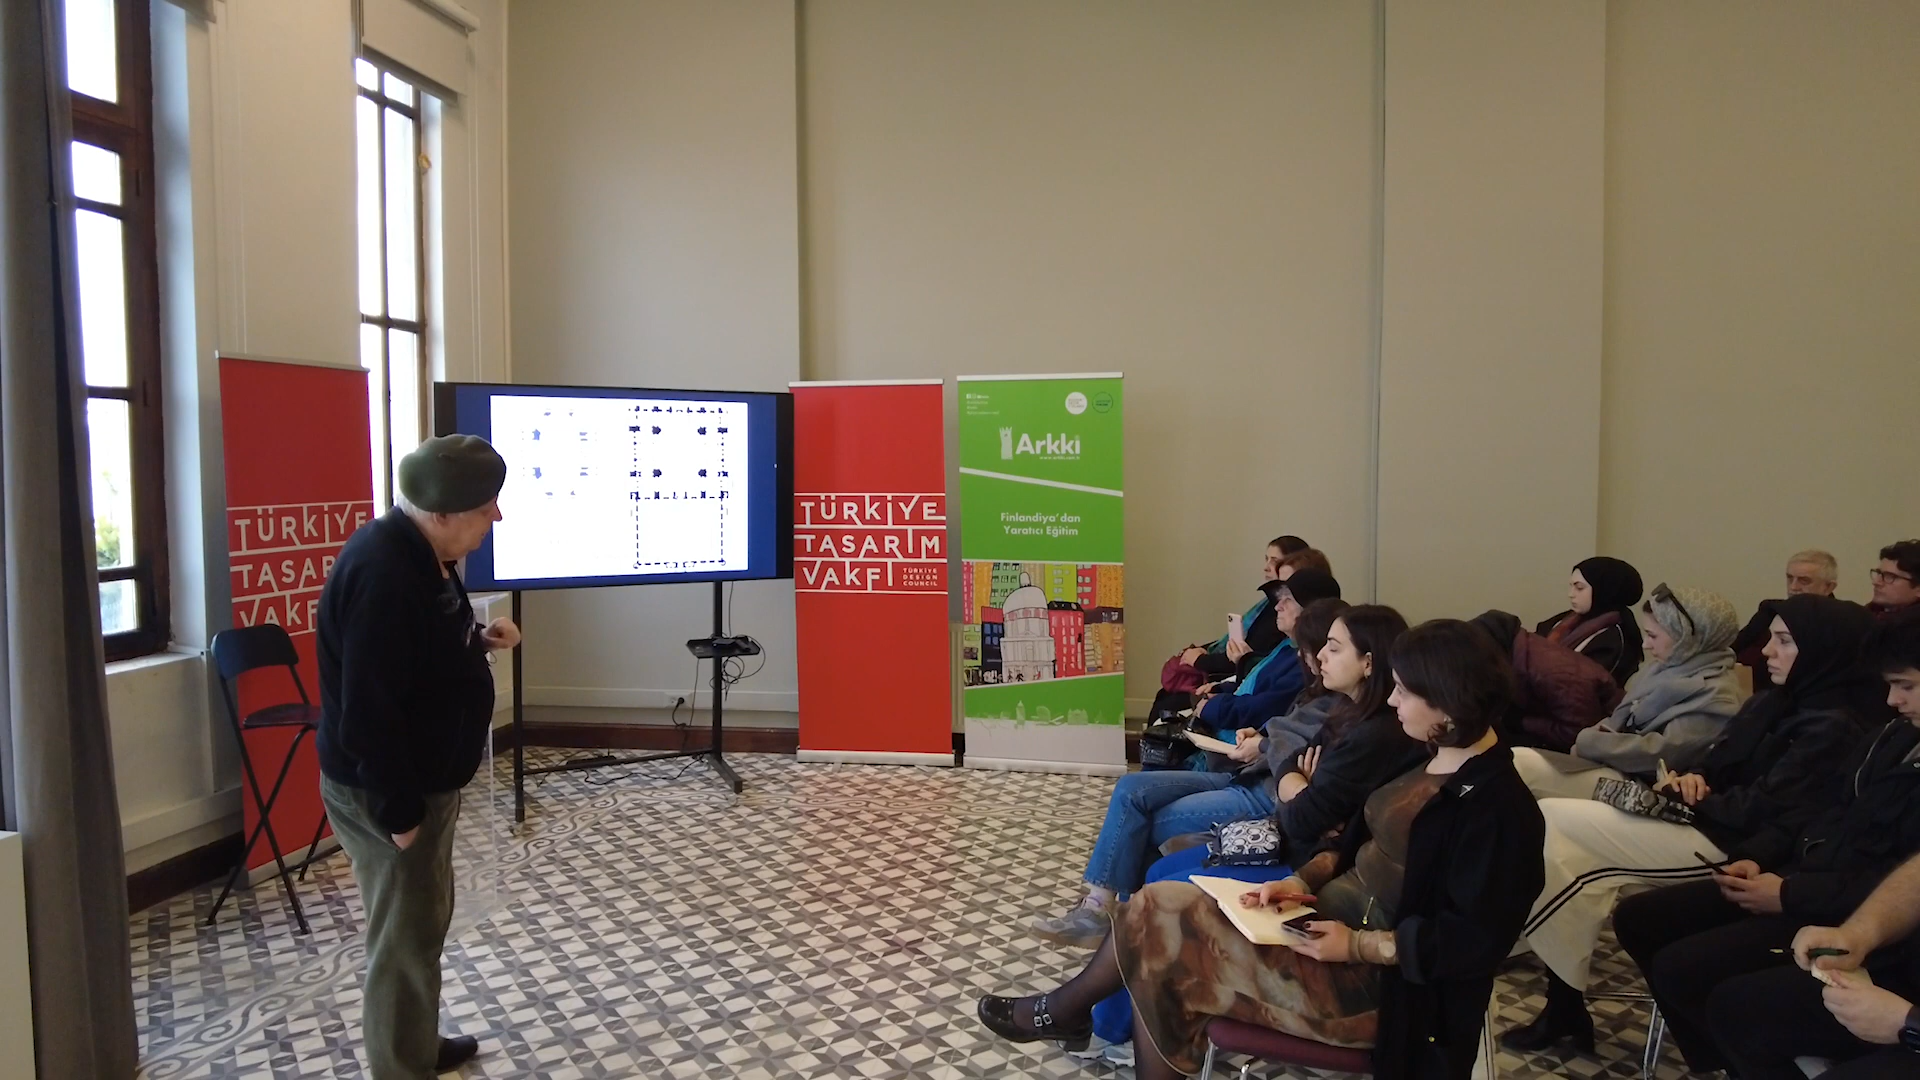 TÜRKİYE
TASAR
VAKF
TÜRKİYE
TASARIM
VAKFI
TÜRKİYE
DESIGN
COUNCIL
Arkki
Finlandiya'dan
Yaratıcı Eğitim